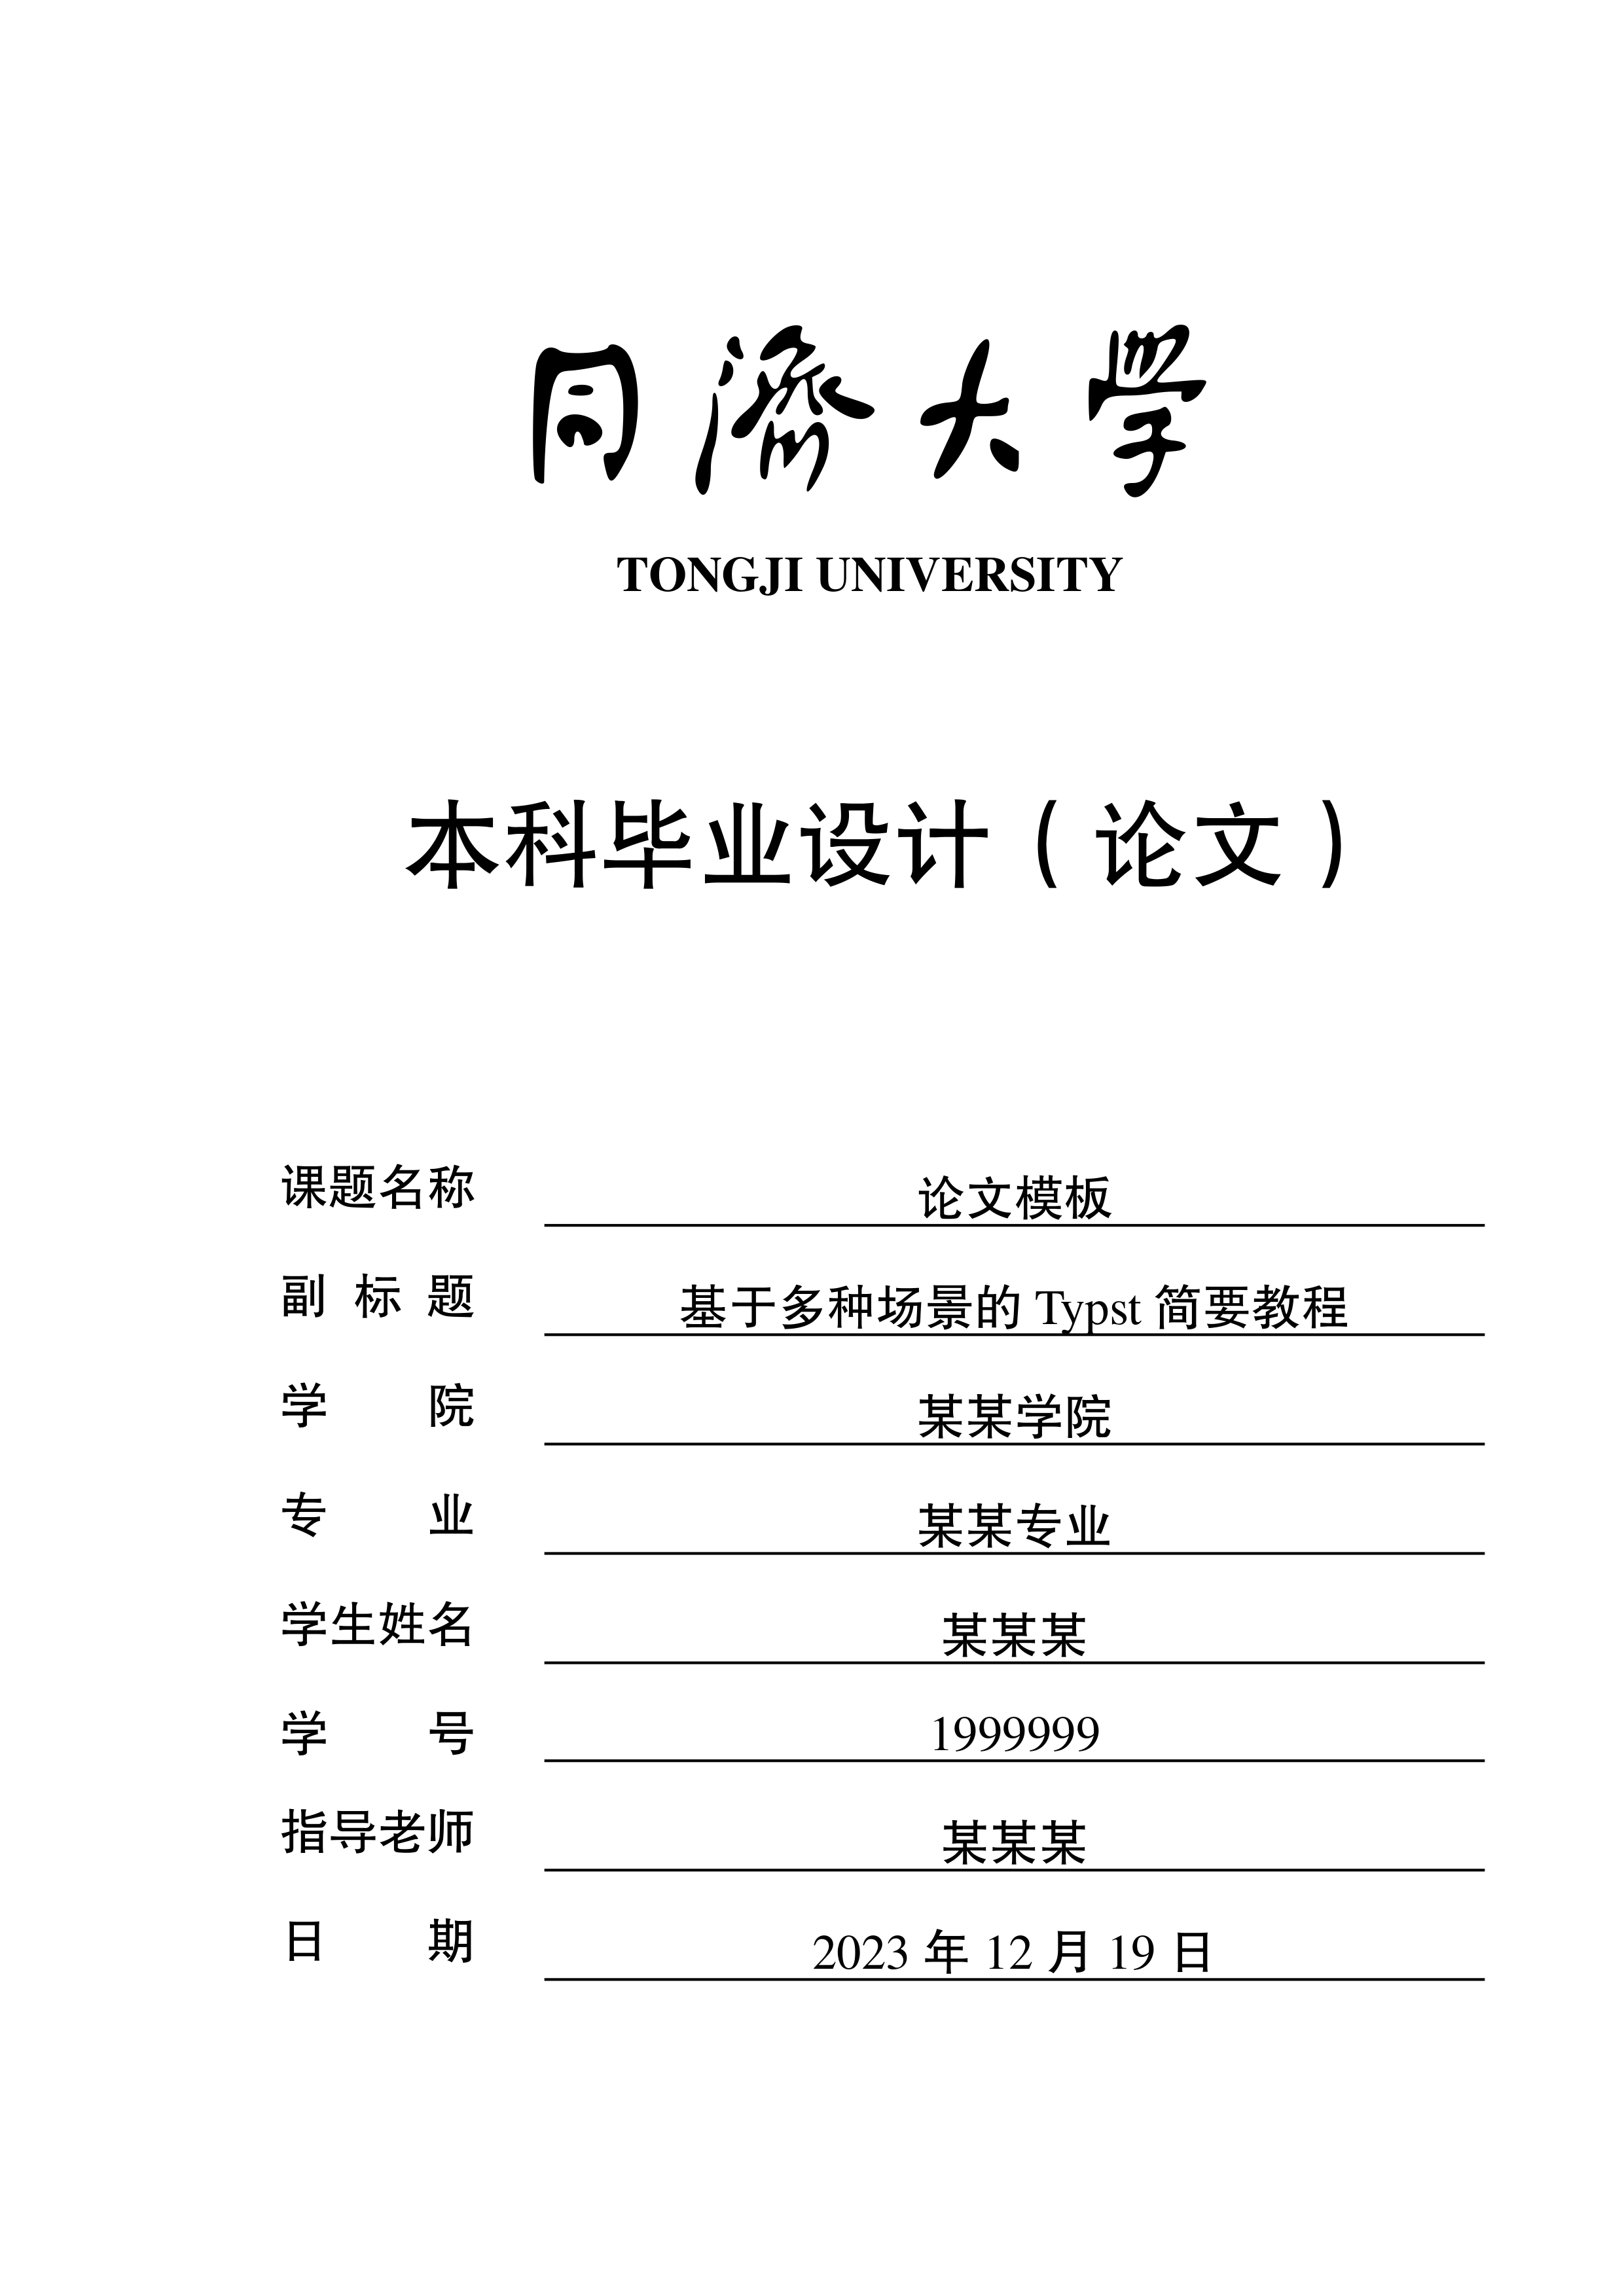 同濟大学
TONGJI UNIVERSITY
本科毕业设计（论文）
课题名称 论文模板
副标题 基于多种场景的 Typst 简要教程
学院 某某学院
专业 某某专业
学生姓名 某某某
学号 1999999
指导老师 某某某
日期 2023 年 12 月 19 日